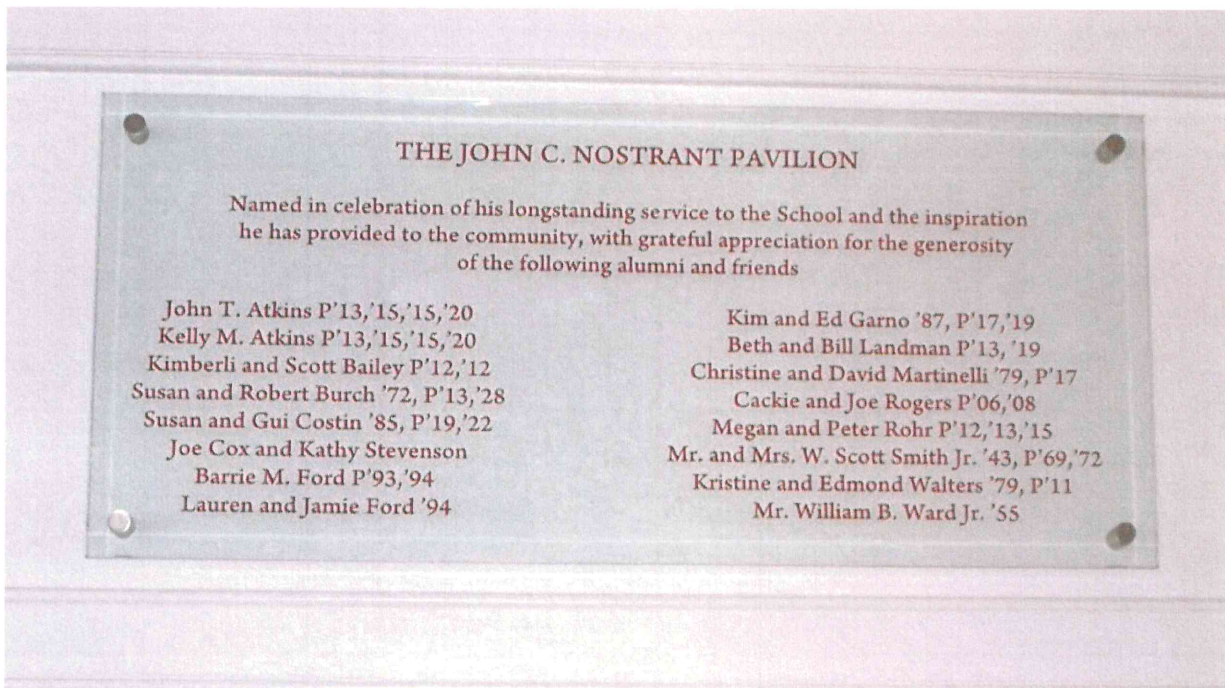 THE JOHN C. NOSTRANT PAVILION
Named in celebration of his longstanding service to the School and the inspiration
he has provided to the community, with grateful appreciation for the generosity
of the following alumni and friends
John T. Atkins P'13,'15,'15,'20
Kelly M. Atkins P'13,'15,'15,'20
Kimberli and Scott Bailey P'12,'12
Susan and Robert Burch '72, P'13,'28
Susan and Gui Costin '85, P'19,'22
Joe Cox and Kathy Stevenson
Barrie M. Ford P'93,'94
Lauren and Jamie Ford '94
Kim and Ed Garno '87, P'17,'19
Beth and Bill Landman P'13, '19
Christine and David Martinelli '79, P'17
Cackie and Joe Rogers P'06,'08
Megan and Peter Rohr P'12,'13,'15
Mr. and Mrs. W. Scott Smith Jr. '43, P'69,'72
Kristine and Edmond Walters '79, P'11
Mr. William B. Ward Jr. '55